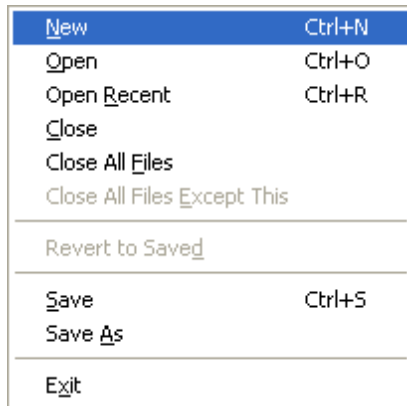 New Ctrl+N
Open Ctrl+O
Open Recent Ctrl+R
Close
Close All Files
Close All Files Except This
Revert to Saved
Save Ctrl+S
Save As
Exit